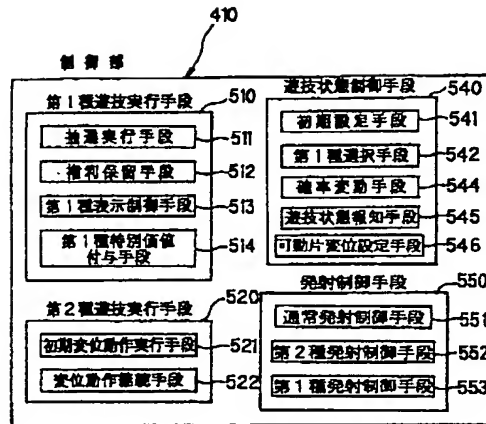 410
制御部
第1種遊技実行手段
510
抽選実行手段
511
権利保留手段
512
第1種表示制御手段
513
第1種特別価値
付与手段
514
第2種遊技実行手段
520
初期変位動作実行手段
521
変位動作継続手段
522
遊技状態制御手段
540
初期設定手段
541
第1種選択手段
542
確率変動手段
544
遊技状態報知手段
545
可動片変位設定手段
546
発射制御手段
550
通常発射制御手段
551
第2種発射制御手段
552
第1種発射制御手段
553